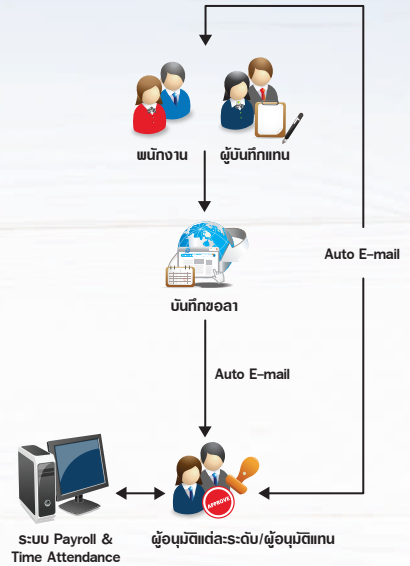 พนักงาน ผู้บันทึกแทน
Auto E-mail
บันทึกขอลา
Auto E-mail
APPROVE
ระบบ Payroll &
Time Attendance
ผู้อนุมัติแต่ละระดับ/ผู้อนุมัติแทน